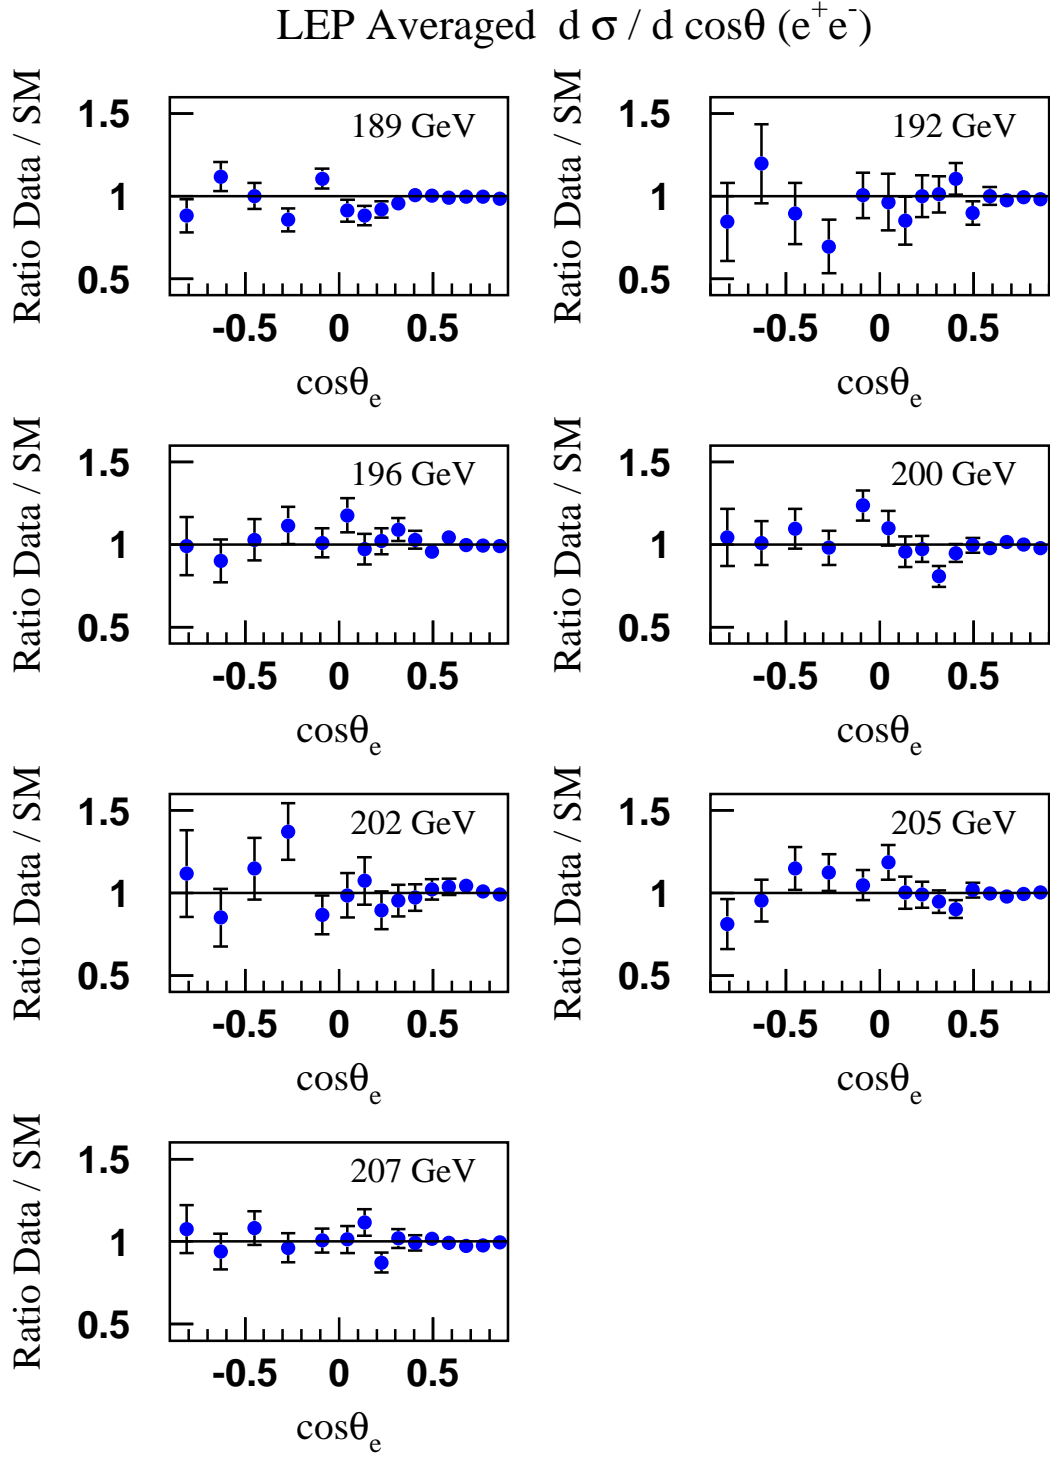 LEP Averaged d σ / d cosθ (e+e-)
Ratio Data / SM
1.5
1
0.5
189 GeV
-0.5 0 0.5
cosθe
Ratio Data / SM
1.5
1
0.5
192 GeV
-0.5 0 0.5
cosθe
Ratio Data / SM
1.5
1
0.5
196 GeV
-0.5 0 0.5
cosθe
Ratio Data / SM
1.5
1
0.5
200 GeV
-0.5 0 0.5
cosθe
Ratio Data / SM
1.5
1
0.5
202 GeV
-0.5 0 0.5
cosθe
Ratio Data / SM
1.5
1
0.5
205 GeV
-0.5 0 0.5
cosθe
Ratio Data / SM
1.5
1
0.5
207 GeV
-0.5 0 0.5
cosθe